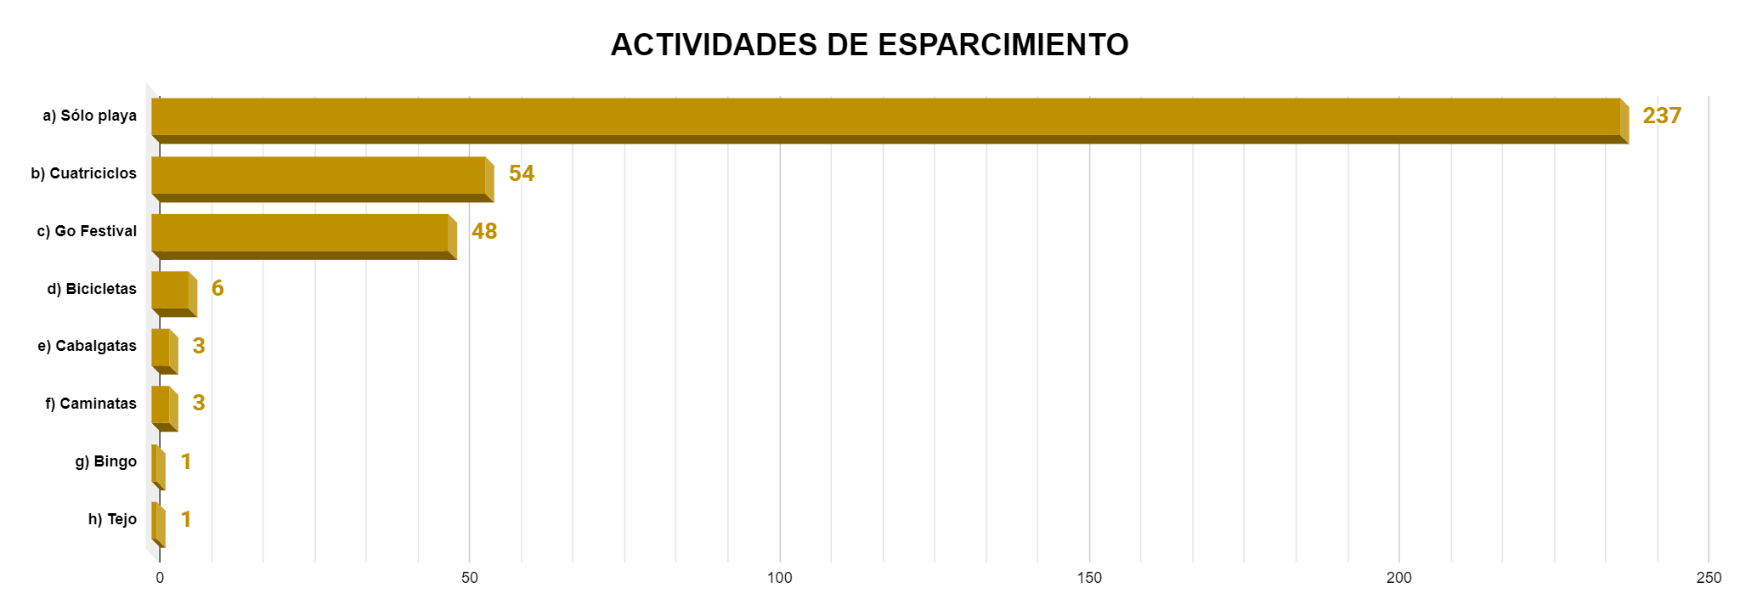 ACTIVIDADES DE ESPARCIMIENTO
a) Sólo playa 237
b) Cuatriciclos 54
c) Go Festival 48
d) Bicicletas 6
e) Cabalgatas 3
f) Caminatas 3
g) Bingo 1
h) Tejo 1
0 50 100 150 200 250